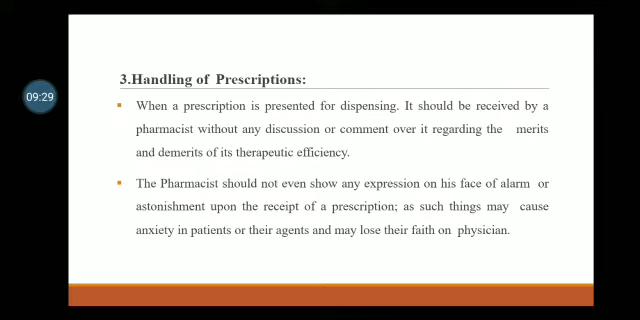 3.Handling of Prescriptions:
09:29
When a prescription is presented for dispensing. It should be received by a
pharmacist without any discussion or comment over it regarding the merits
and demerits of its therapeutic efficiency.
The Pharmacist should not even show any expression on his face of alarm or
astonishment upon the receipt of a prescription; as such things may cause
anxiety in patients or their agents and may lose their faith on physician.